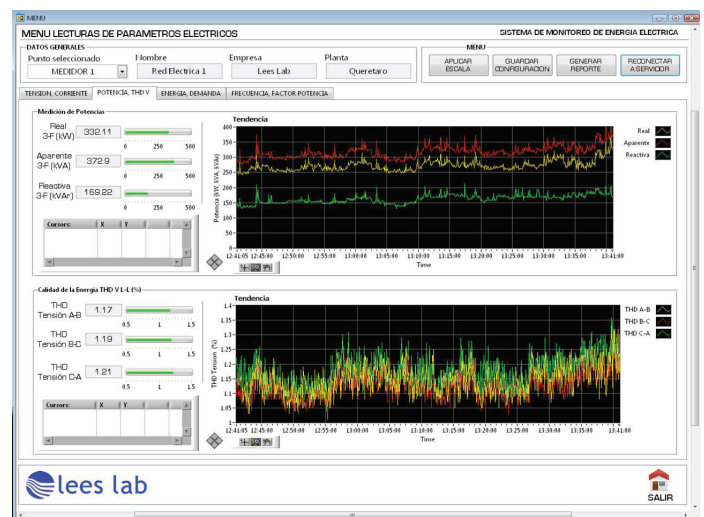 MENU
MENU LECTURAS DE PARAMETROS ELECTRICOS
SISTEMA DE MONITOREO DE ENERGIA ELECTRICA
DATOS GENERALES
Punto seleccionado Nombre Empresa Planta
MEDIDOR 1 Red Electrica 1 Lees Lab Queretaro
MENU
APLICAR ESCALA
GUARDAR CONFIGURACION
GENERAR REPORTE
RECONECTAR A SERVIDOR
TENSION, CORRIENTE POTENCIA, THD V ENERGIA, DEMANDA FRECUENCIA, FACTOR POTENCIA
Medición de Potencias
Real 3-F (kW) 332.11
0 250 500
Aparente 3-F (kVA) 372.9
0 250 500
Reactiva 3-F (kVAr) 169.22
0 250 500
Cursors: X Y
Tendencia
Potencia (kW, kVA, kVAr)
400
350
300
250
200
150
100
50
0
12:41:05 12:45:00 12:50:00 12:55:00 13:00:00 13:05:00 13:10:00 13:15:00 13:20:00 13:25:00 13:30:00 13:35:00 13:41:00
Time
Real
Aparente
Reactiva
Calidad de la Energía THD V L-L (%)
THD Tensión A-B 1.17
0.5 1 1.5
THD Tensión B-C 1.19
0.5 1 1.5
THD Tensión C-A 1.21
0.5 1 1.5
Cursors: X Y
Tendencia
THD Tension (%)
1.4
1.35
1.3
1.25
1.2
1.15
1.1
1.05
1
12:41:05 12:45:00 12:50:00 12:55:00 13:00:00 13:05:00 13:10:00 13:15:00 13:20:00 13:25:00 13:30:00 13:35:00 13:41:00
Time
THD A-B
THD B-C
THD C-A
lees lab
SALIR